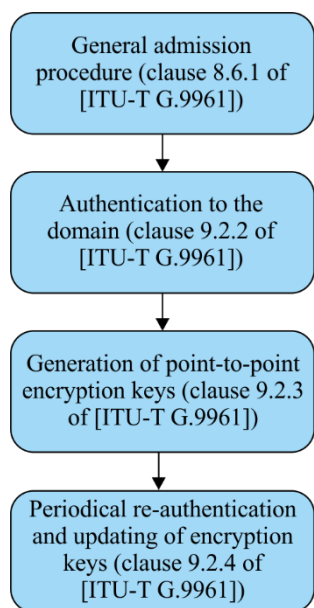 General admission
procedure (clause 8.6.1 of
[ITU-T G.9961])
Authentication to the
domain (clause 9.2.2 of
[ITU-T G.9961])
Generation of point-to-point
encryption keys (clause 9.2.3
of [ITU-T G.9961])
Periodical re-authentication
and updating of encryption
keys (clause 9.2.4 of
[ITU-T G.9961])